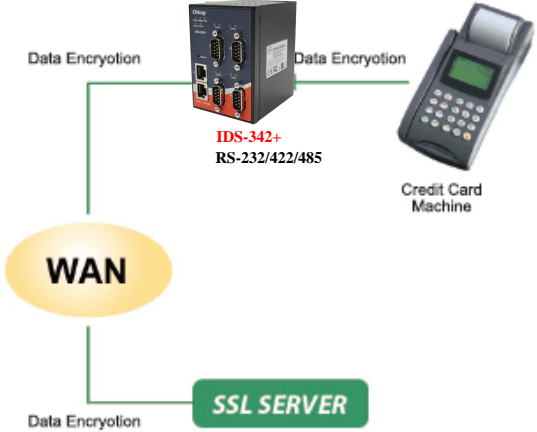 Data Encryotion
Data Encryotion
IDS-342+
RS-232/422/485
Credit Card
Machine
WAN
SSL SERVER
Data Encryotion